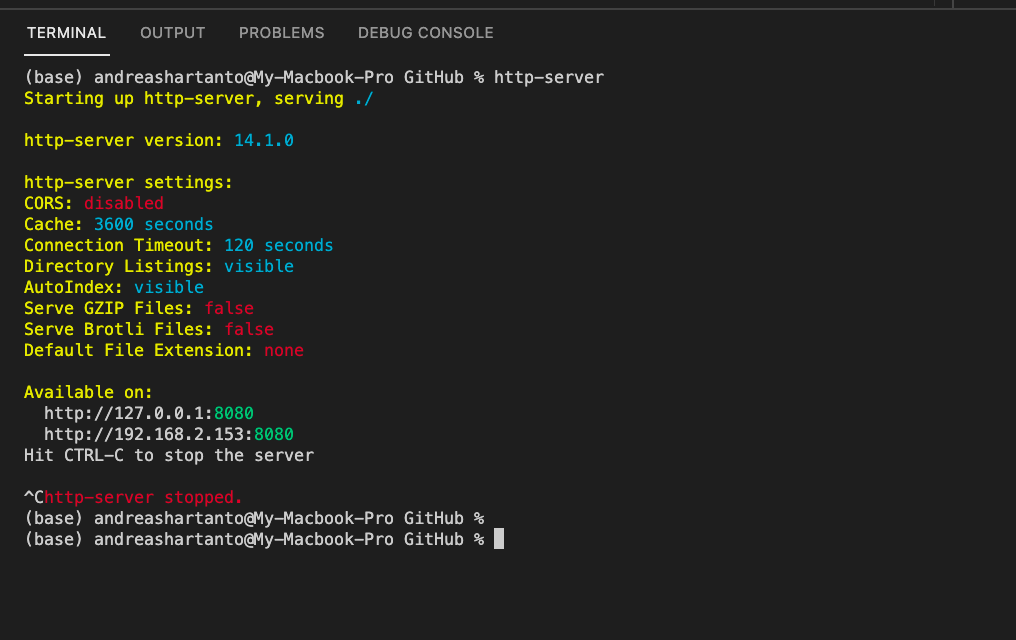 TERMINAL OUTPUT PROBLEMS DEBUG CONSOLE
(base) andreashartanto@My-Macbook-Pro GitHub % http-server
Starting up http-server, serving ./
http-server version: 14.1.0
http-server settings:
CORS: disabled
Cache: 3600 seconds
Connection Timeout: 120 seconds
Directory Listings: visible
AutoIndex: visible
Serve GZIP Files: false
Serve Brotli Files: false
Default File Extension: none
Available on:
http://127.0.0.1:8080
http://192.168.2.153:8080
Hit CTRL-C to stop the server
^Chttp-server stopped.
(base) andreashartanto@My-Macbook-Pro GitHub %
(base) andreashartanto@My-Macbook-Pro GitHub %